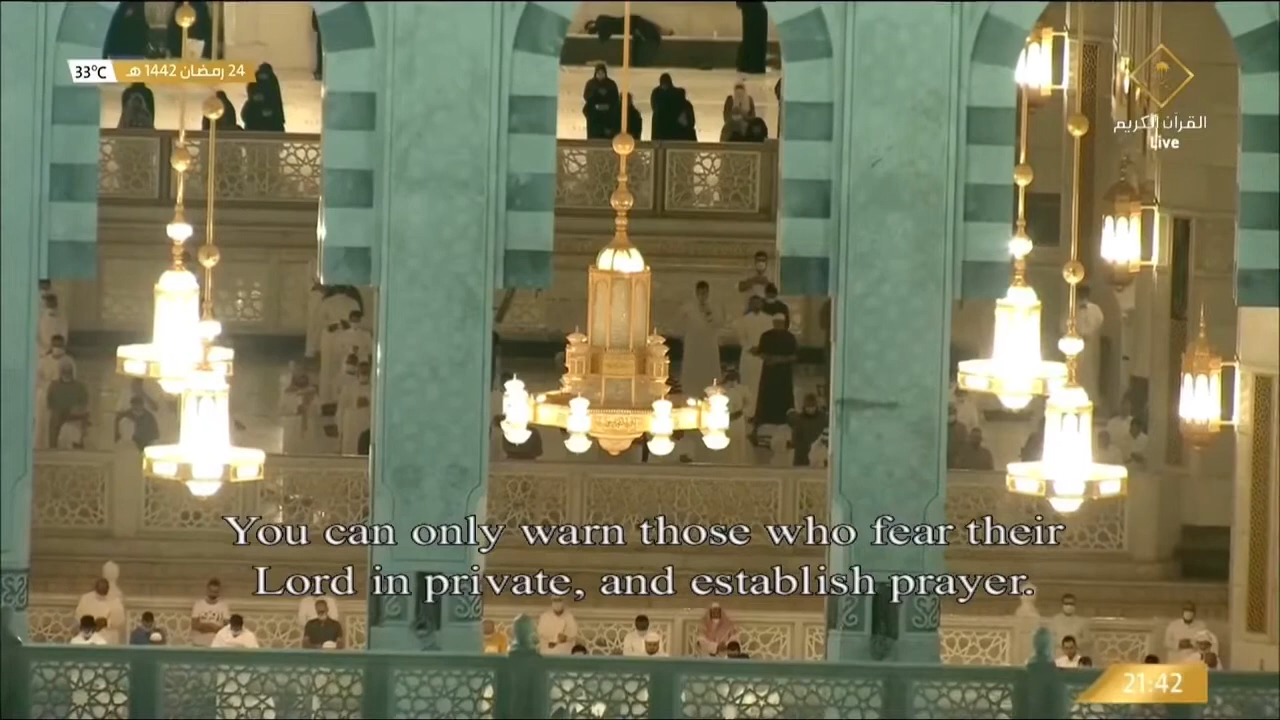 33°C
24 رمضان 1442 هـ
القرآن الكريم
Live
You can only warn those who fear their
Lord in private, and establish prayer.
21:42